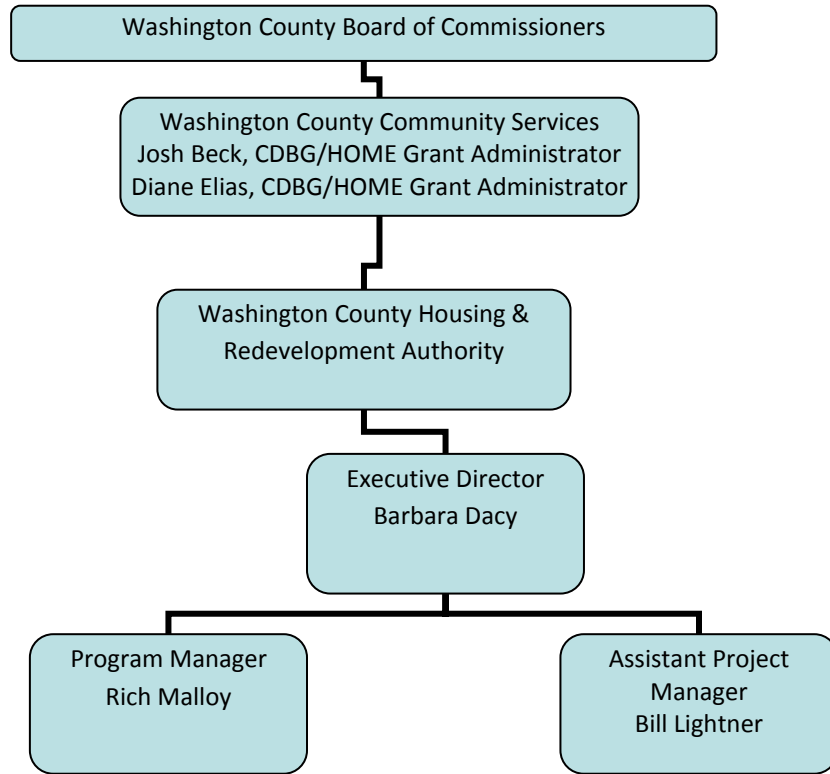 Washington County Board of Commissioners
Washington County Community Services
Josh Beck, CDBG/HOME Grant Administrator
Diane Elias, CDBG/HOME Grant Administrator
Washington County Housing &
Redevelopment Authority
Executive Director
Barbara Dacy
Program Manager
Rich Malloy
Assistant Project
Manager
Bill Lightner